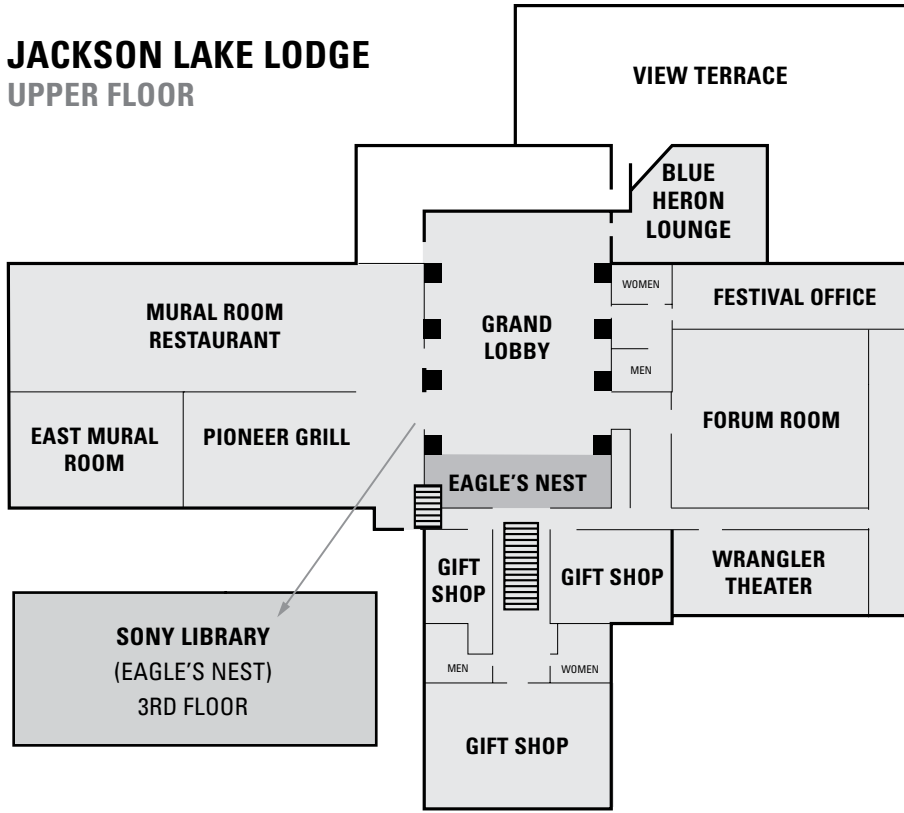 JACKSON LAKE LODGE
UPPER FLOOR
VIEW TERRACE
BLUE
HERON
LOUNGE
MURAL ROOM
RESTAURANT
GRAND
LOBBY
WOMEN
FESTIVAL OFFICE
MEN
EAST MURAL
ROOM
PIONEER GRILL
FORUM ROOM
EAGLE'S NEST
GIFT
SHOP
GIFT SHOP
WRANGLER
THEATER
SONY LIBRARY
(EAGLE'S NEST)
3RD FLOOR
MEN
WOMEN
GIFT SHOP